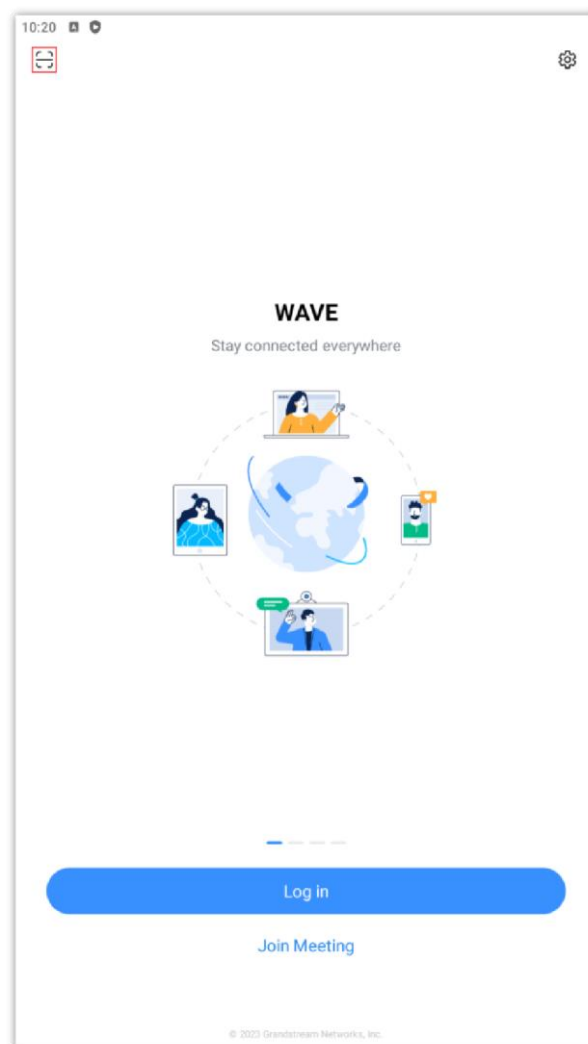 10:20
WAVE
Stay connected everywhere
Log in
Join Meeting
© 2023 Grandstream Networks, Inc.